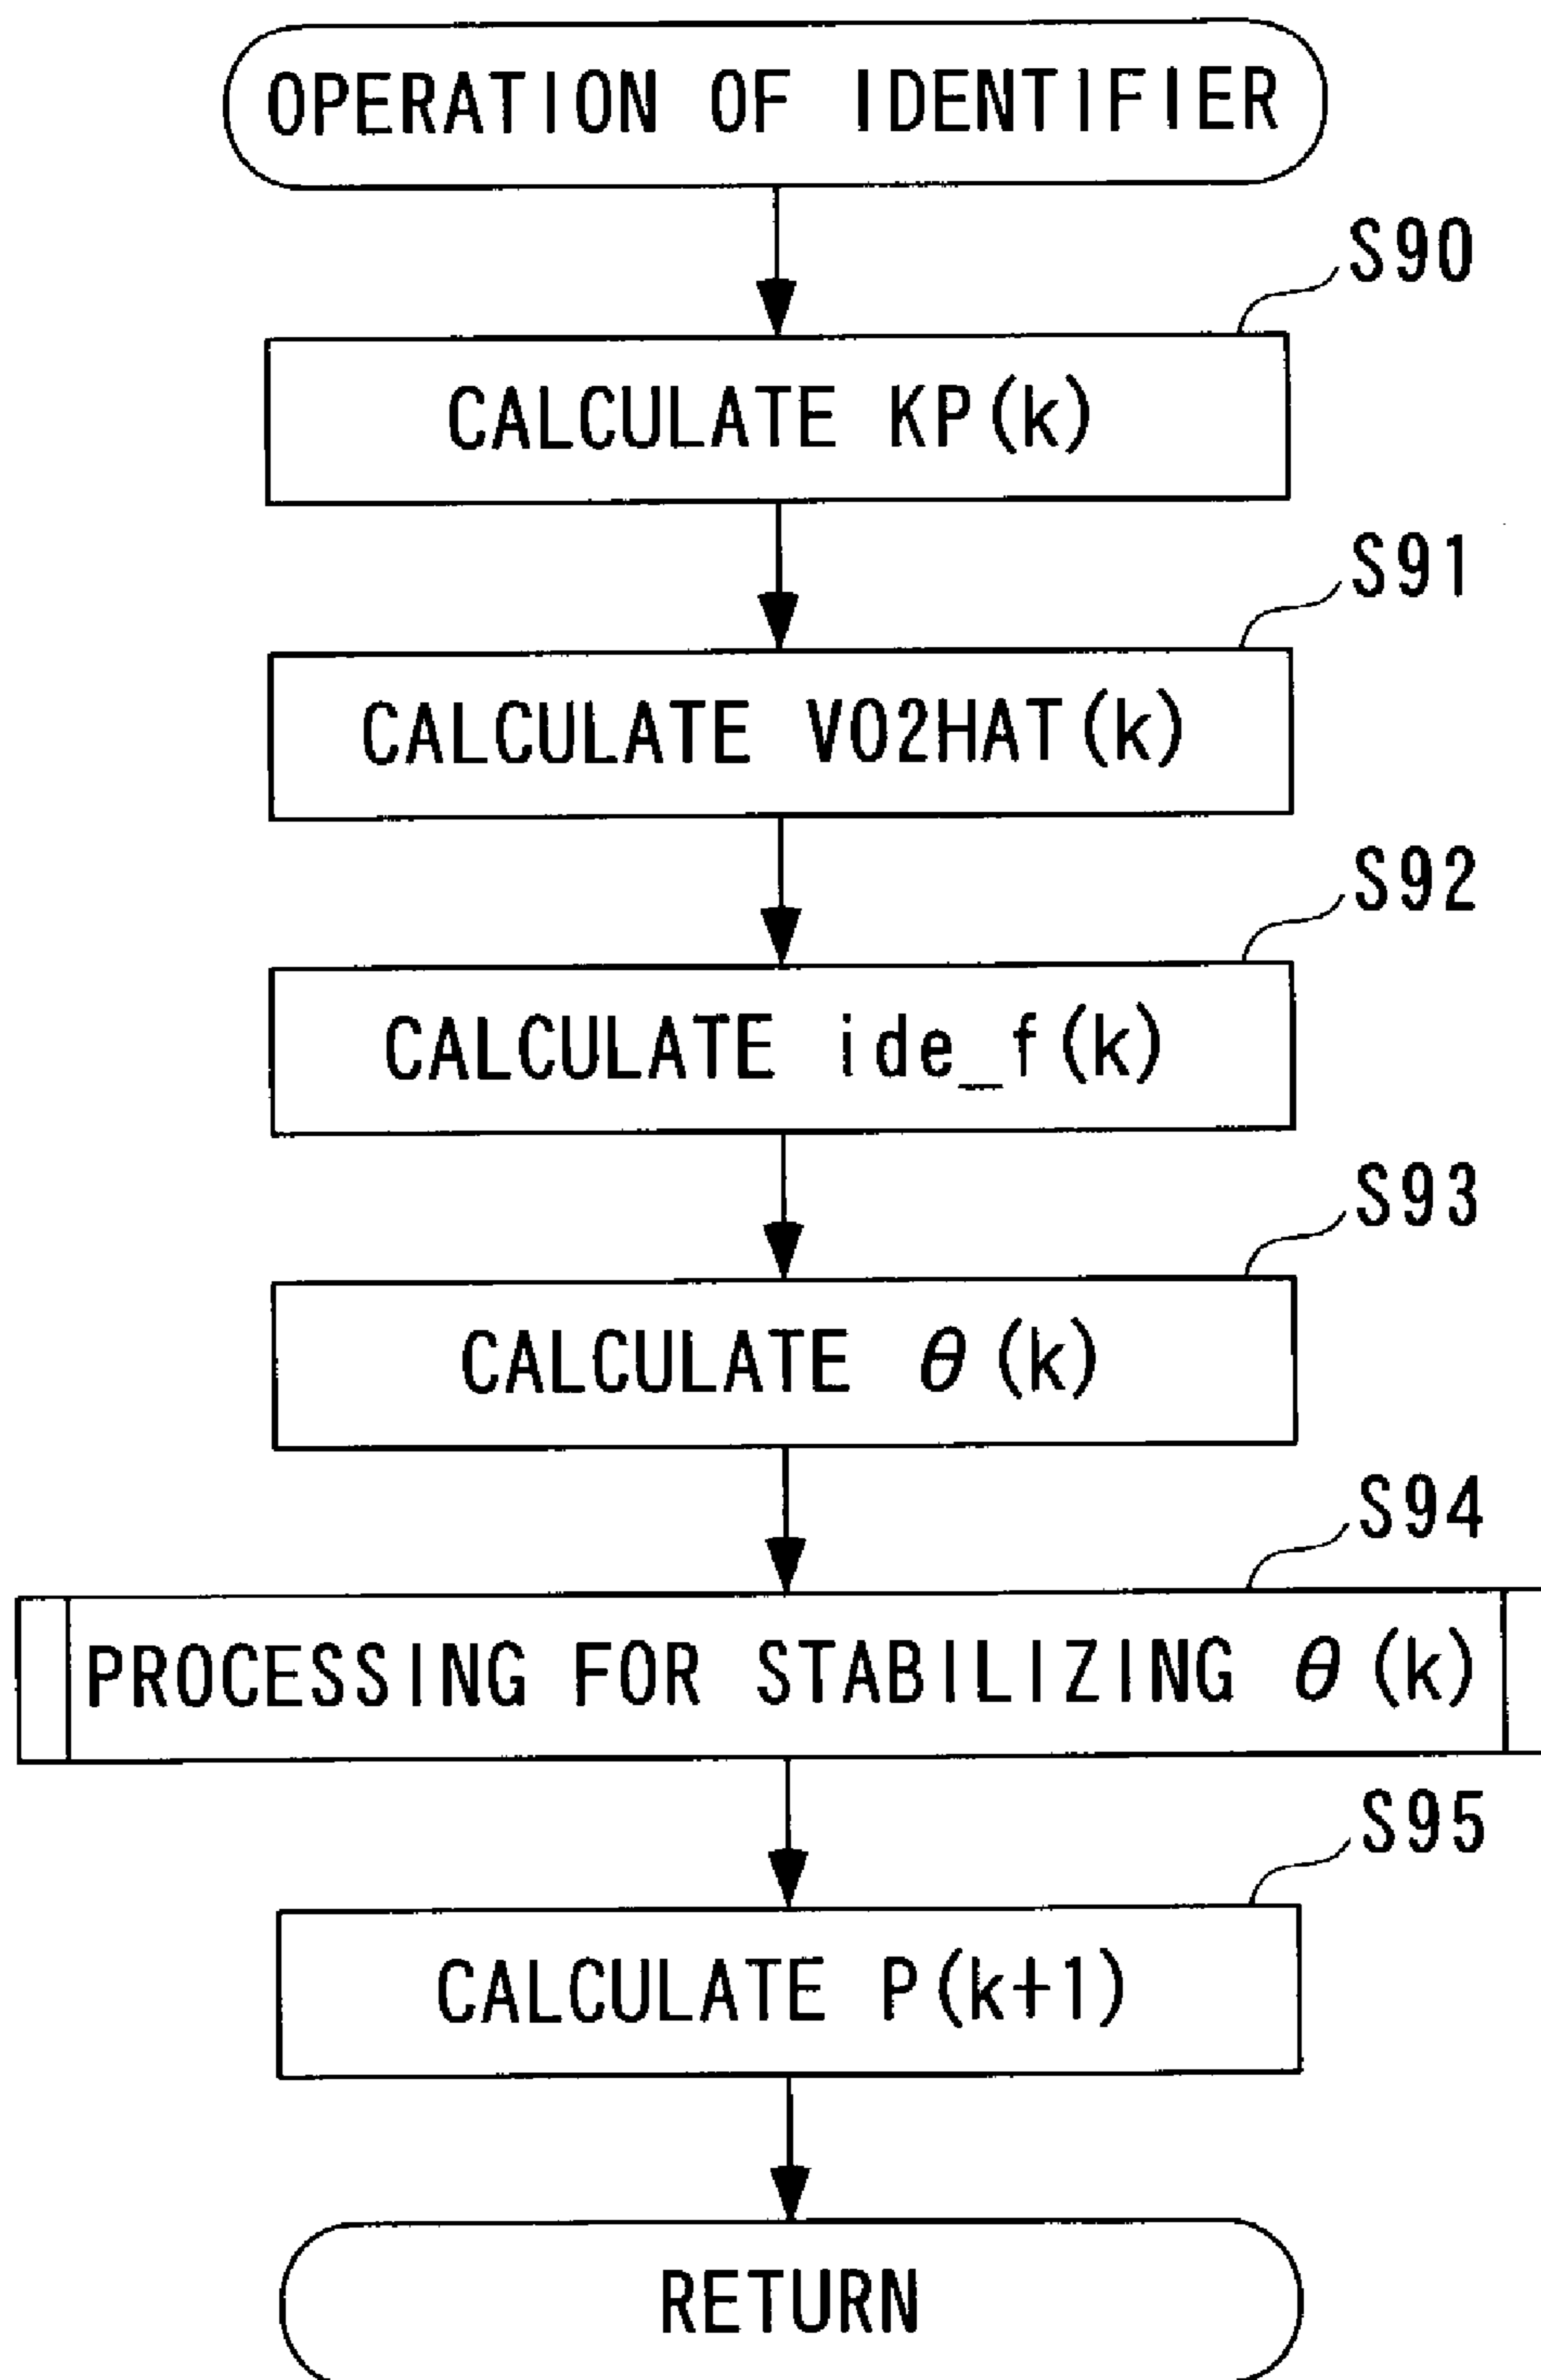 OPERATION OF IDENTIFIER
S90
CALCULATE KP(k)
S91
CALCULATE VO2HAT(k)
S92
CALCULATE ide_f(k)
S93
CALCULATE θ(k)
S94
PROCESSING FOR STABILIZING θ(k)
S95
CALCULATE P(k+1)
RETURN